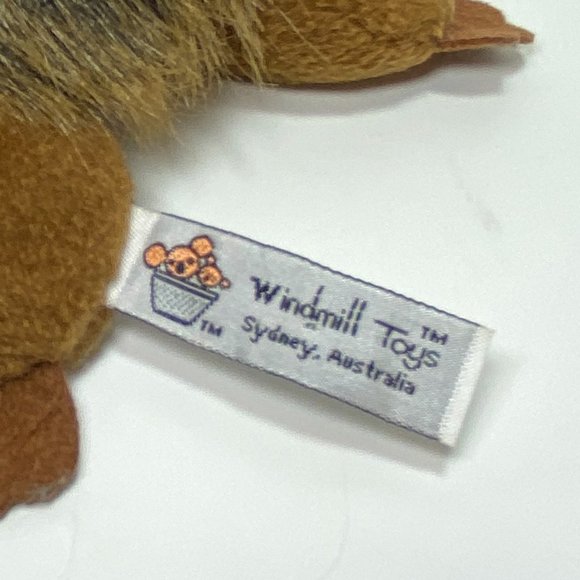 Windmill Toys™
Sydney, Australia
TM